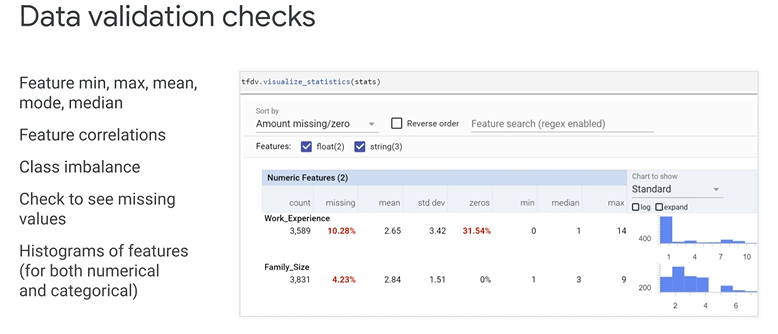 Data validation checks
Feature min, max, mean,
mode, median
Feature correlations
Class imbalance
Check to see missing
values
Histograms of features
(for both numerical
and categorical)
tfdv.visualize_statistics(stats)
Sort by
Amount missing/zero
Reverse order
Feature search (regex enabled)
Features: float(2) string(3)
Numeric Features (2)
Chart to show
Standard
count missing mean std dev zeros min median max
log expand
Work_Experience
3,589 10.28% 2.65 3.42 31.54% 0 1 14
400
1 4 7 10
Family_Size
3,831 4.23% 2.84 1.51 0% 1 3 9
200
2 4 6